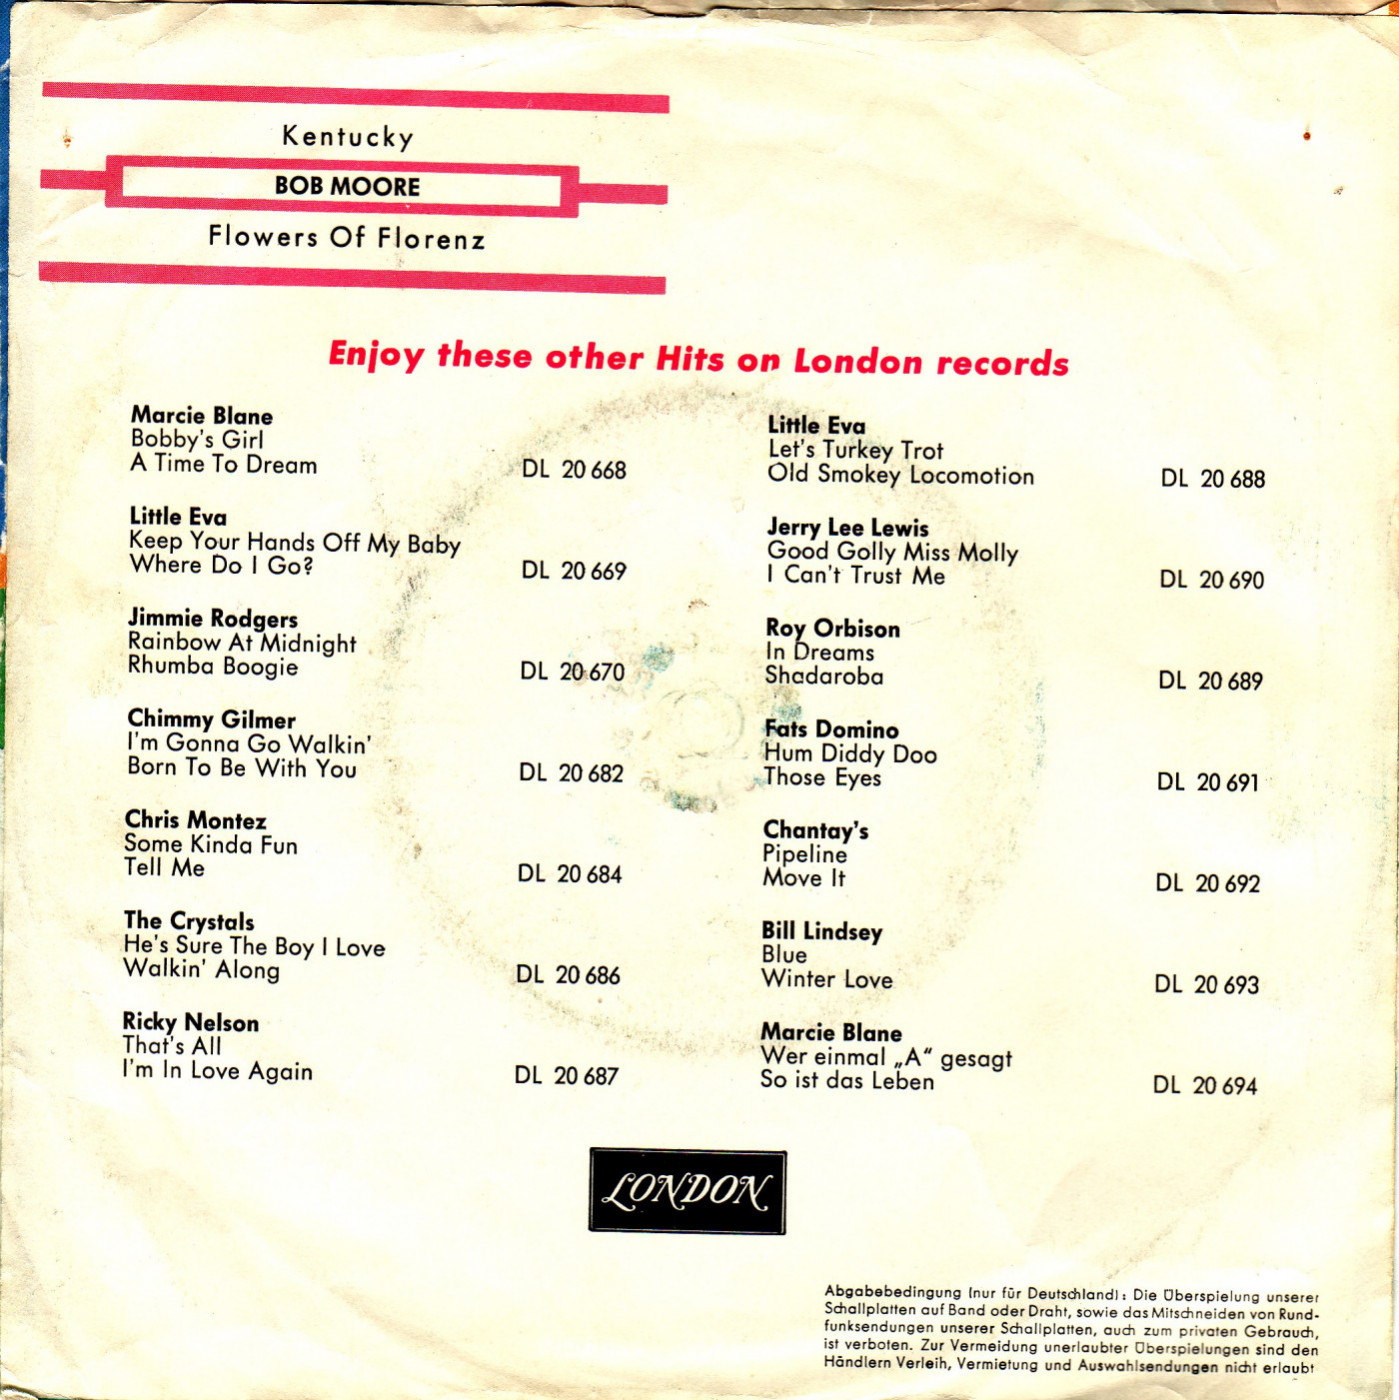 Kentucky
BOB MOORE
Flowers Of Florenz
Enjoy these other Hits on London records
Marcie Blane
Bobby's Girl
A Time To Dream DL 20 668
Little Eva
Keep Your Hands Off My Baby
Where Do I Go? DL 20 669
Jimmie Rodgers
Rainbow At Midnight
Rhumba Boogie DL 20 670
Chimmy Gilmer
I'm Gonna Go Walkin'
Born To Be With You DL 20 682
Chris Montez
Some Kinda Fun
Tell Me DL 20 684
The Crystals
He's Sure The Boy I Love
Walkin' Along DL 20 686
Ricky Nelson
That's All
I'm In Love Again DL 20 687
Little Eva
Let's Turkey Trot
Old Smokey Locomotion DL 20 688
Jerry Lee Lewis
Good Golly Miss Molly
I Can't Trust Me DL 20 690
Roy Orbison
In Dreams
Shadaroba DL 20 689
Fats Domino
Hum Diddy Doo
Those Eyes DL 20 691
Chantay's
Pipeline
Move It DL 20 692
Bill Lindsey
Blue
Winter Love DL 20 693
Marcie Blane
Wer einmal „A“ gesagt
So ist das Leben DL 20 694
LONDON
Abgabebedingung (nur für Deutschland): Die Überspielung unserer
Schallplatten auf Band oder Draht, sowie das Mitschneiden von Rund-
funksendungen unserer Schallplatten, auch zum privaten Gebrauch,
ist verboten. Zur Vermeidung unerlaubter Überspielungen sind den
Händlern Verleih, Vermietung und Auswahlsendungen nicht erlaubt